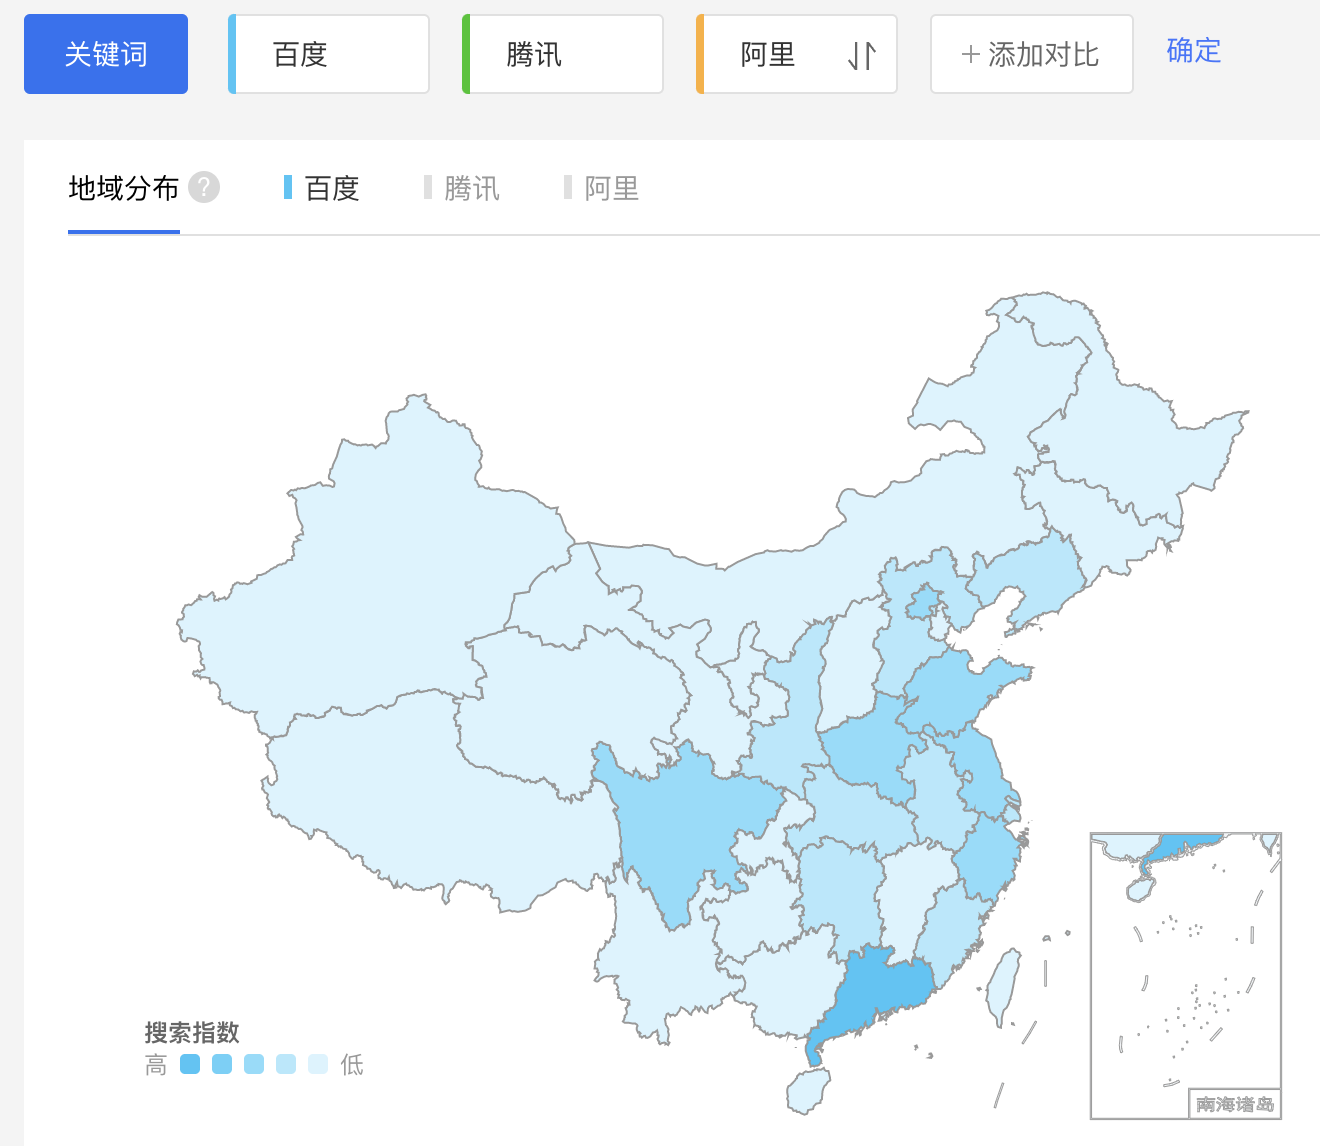 关键词 百度 腾讯 阿里 +添加对比 确定
地域分布 ? 百度 腾讯 阿里
搜索指数
高 低
南海诸岛